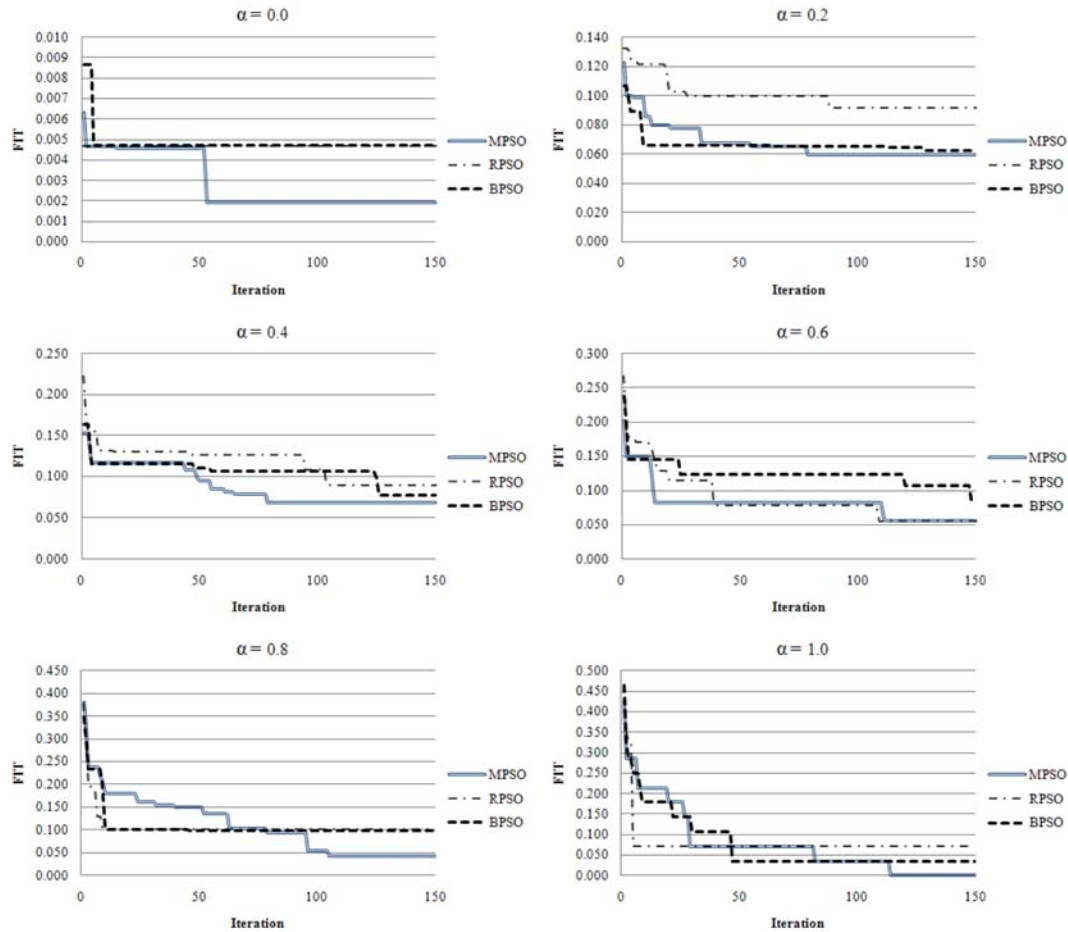 α = 0.0
0.010
0.009
0.008
0.007
0.006
0.005
0.004
0.003
0.002
0.001
0.000
FIT
0 50 100 150
Iteration
MPSO
RPSO
BPSO
α = 0.2
0.140
0.120
0.100
0.080
0.060
0.040
0.020
0.000
FIT
0 50 100 150
Iteration
MPSO
RPSO
BPSO
α = 0.4
0.250
0.200
0.150
0.100
0.050
0.000
FIT
0 50 100 150
Iteration
MPSO
RPSO
BPSO
α = 0.6
0.300
0.250
0.200
0.150
0.100
0.050
0.000
FIT
0 50 100 150
Iteration
MPSO
RPSO
BPSO
α = 0.8
0.450
0.400
0.350
0.300
0.250
0.200
0.150
0.100
0.050
0.000
FIT
0 50 100 150
Iteration
MPSO
RPSO
BPSO
α = 1.0
0.500
0.450
0.400
0.350
0.300
0.250
0.200
0.150
0.100
0.050
0.000
FIT
0 50 100 150
Iteration
MPSO
RPSO
BPSO